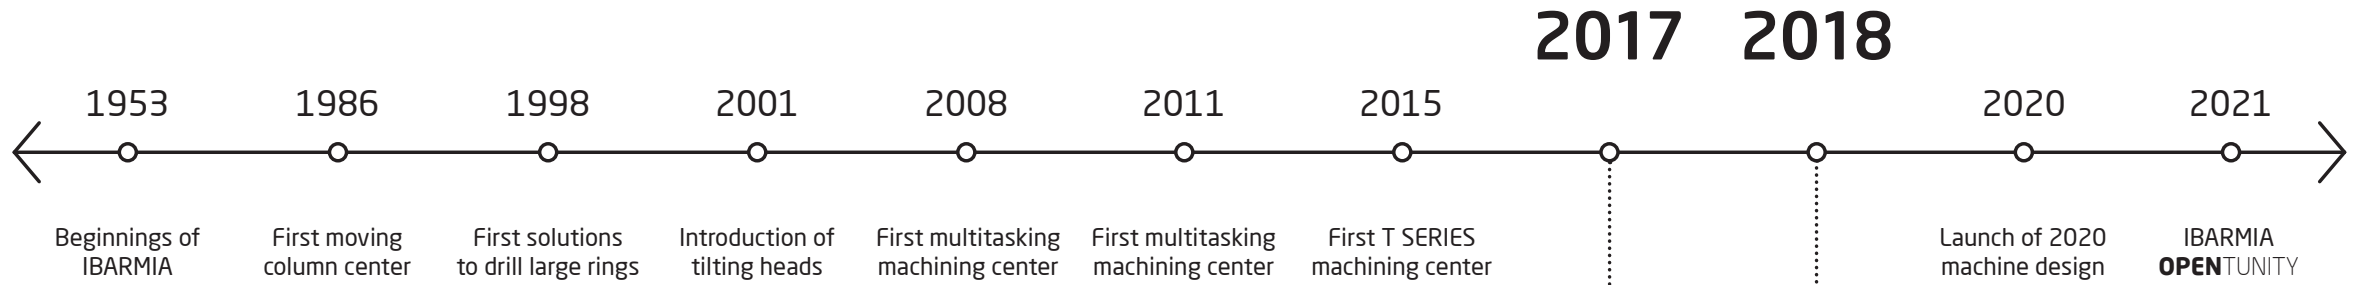 2017 2018
1953 1986 1998 2001 2008 2011 2015 2020 2021
Beginnings of
IBARMIA
First moving
column center
First solutions
to drill large rings
Introduction of
tilting heads
First multitasking
machining center
First multitasking
machining center
First T SERIES
machining center
Launch of 2020
machine design
IBARMIA
OPENTUNITY